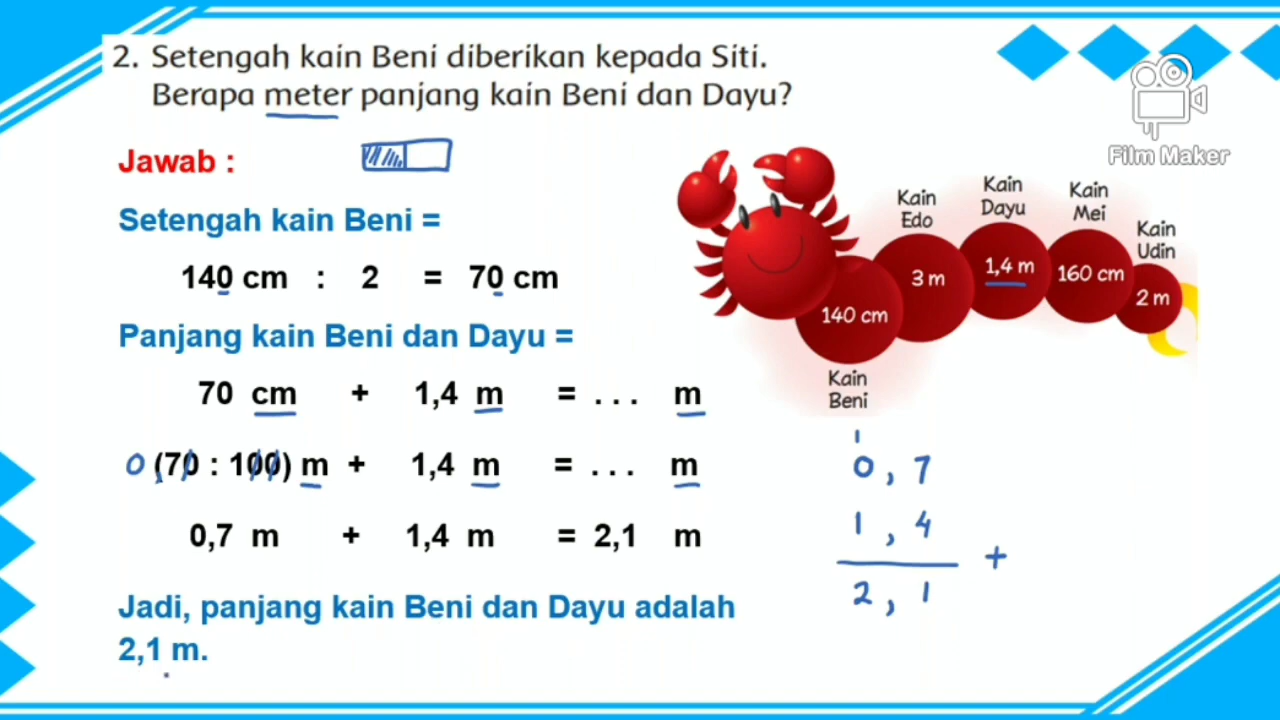 2. Setengah kain Beni diberikan kepada Siti.
Berapa meter panjang kain Beni dan Dayu?
Film Maker
Jawab :
Setengah kain Beni =
140 cm : 2 = 70 cm
Panjang kain Beni dan Dayu =
70 cm + 1,4 m = . . . m
0,(70 : 100) m + 1,4 m = . . . m
0,7 m + 1,4 m = 2,1 m
Jadi, panjang kain Beni dan Dayu adalah
2,1 m.
Kain
Edo
3 m
Kain
Dayu
1,4 m
Kain
Mei
160 cm
Kain
Udin
2 m
140 cm
Kain
Beni
1
0,7
1,4
+
2,1